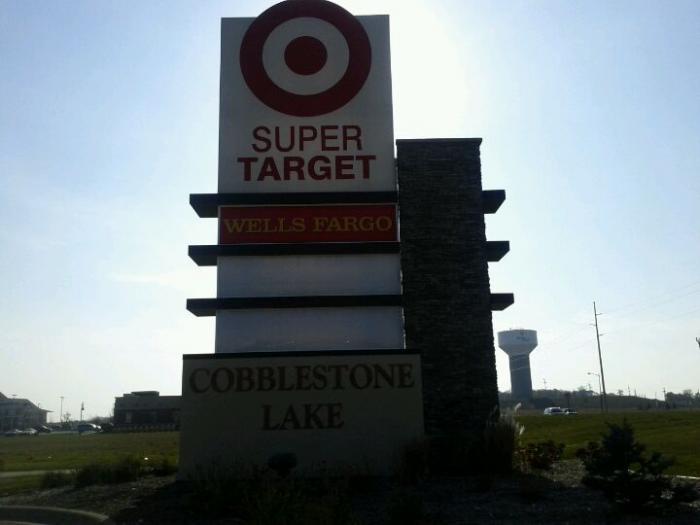 SUPER
TARGET
WELLS FARGO
COBBLESTONE
LAKE